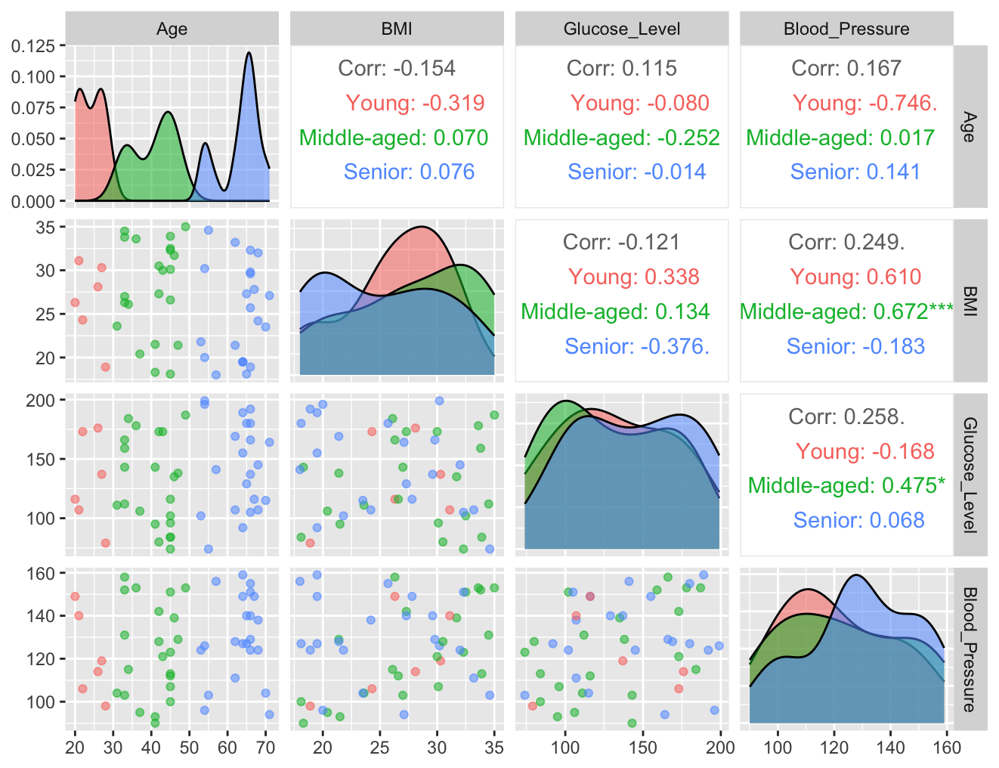 Age
BMI
Glucose_Level
Blood_Pressure
0.125
0.100
0.075
0.050
0.025
0.000
Corr: -0.154
Young: -0.319
Middle-aged: 0.070
Senior: 0.076
Corr: 0.115
Young: -0.080
Middle-aged: -0.252
Senior: -0.014
Corr: 0.167
Young: -0.746.
Middle-aged: 0.017
Senior: 0.141
Age
35
30
25
20
Corr: -0.121
Young: 0.338
Middle-aged: 0.134
Senior: -0.376.
Corr: 0.249.
Young: 0.610
Middle-aged: 0.672***
Senior: -0.183
BMI
200
150
100
Corr: 0.258.
Young: -0.168
Middle-aged: 0.475*
Senior: 0.068
Glucose_Level
160
140
120
100
Blood_Pressure
20 30 40 50 60 70
20 25 30 35
100 150 200
100 120 140 160